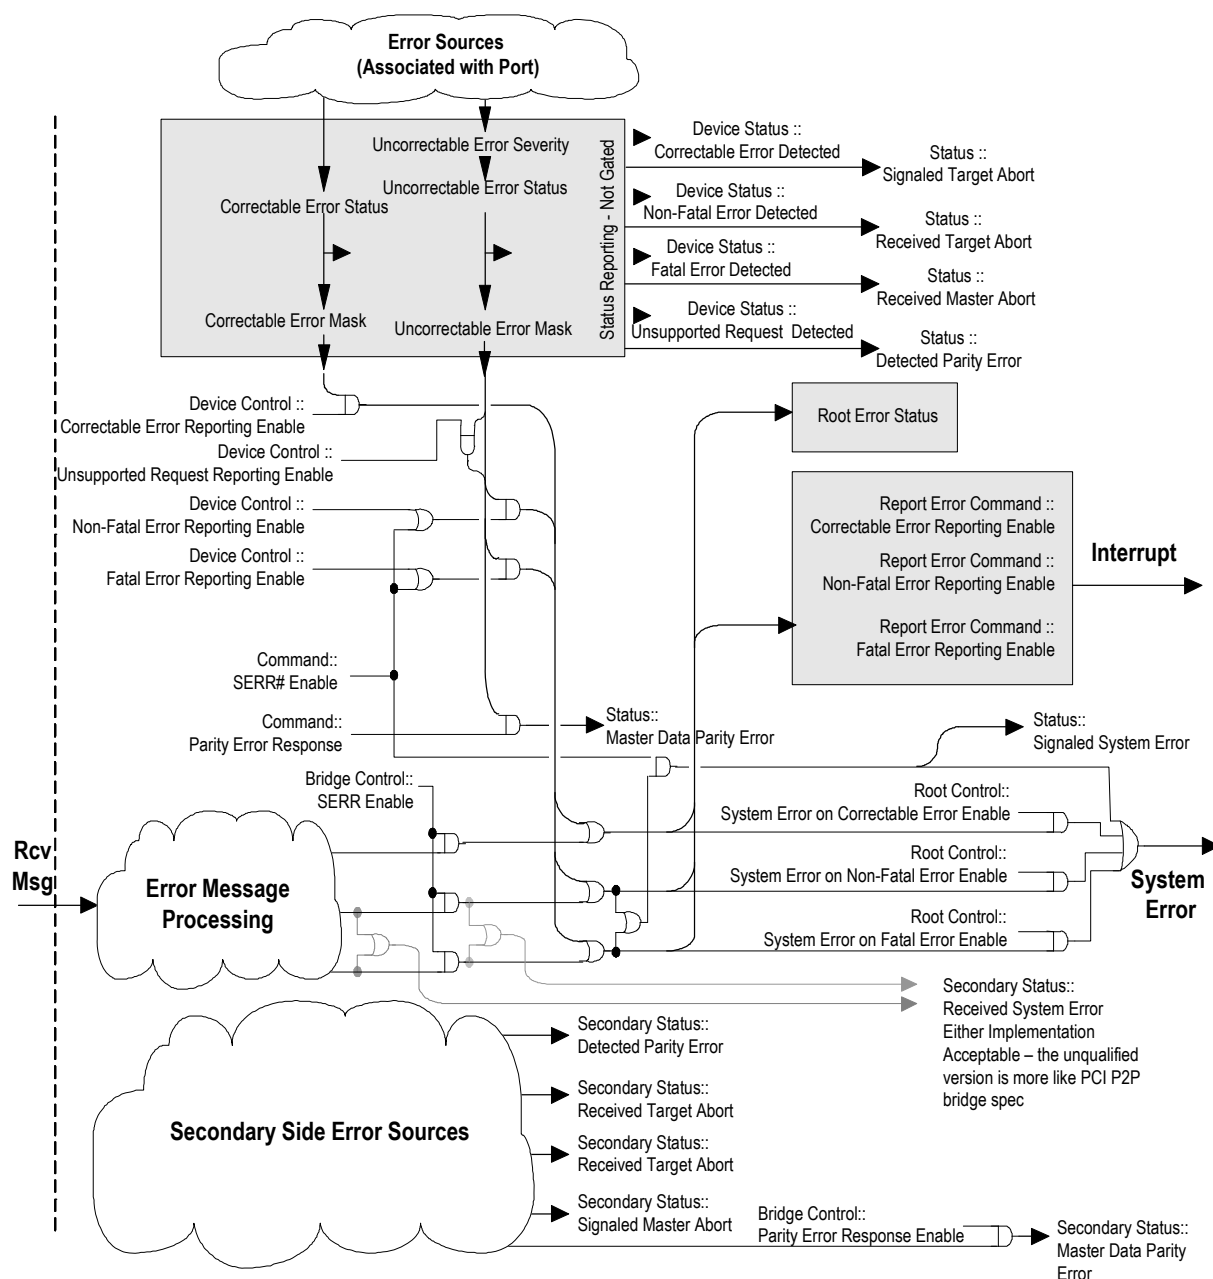 Error Sources
(Associated with Port)
Uncorrectable Error Severity
Uncorrectable Error Status
Correctable Error Status
Correctable Error Mask
Uncorrectable Error Mask
Status Reporting - Not Gated
Device Status ::
Correctable Error Detected
Status ::
Signaled Target Abort
Device Status ::
Non-Fatal Error Detected
Status ::
Received Target Abort
Device Status ::
Fatal Error Detected
Status ::
Received Master Abort
Device Status ::
Unsupported Request Detected
Status ::
Detected Parity Error
Device Control ::
Correctable Error Reporting Enable
Device Control ::
Unsupported Request Reporting Enable
Device Control ::
Non-Fatal Error Reporting Enable
Device Control ::
Fatal Error Reporting Enable
Root Error Status
Report Error Command ::
Correctable Error Reporting Enable
Report Error Command ::
Non-Fatal Error Reporting Enable
Report Error Command ::
Fatal Error Reporting Enable
Interrupt
Command::
SERR# Enable
Command::
Parity Error Response
Status::
Master Data Parity Error
Status::
Signaled System Error
Bridge Control::
SERR Enable
Root Control::
System Error on Correctable Error Enable
Root Control::
System Error on Non-Fatal Error Enable
Root Control::
System Error on Fatal Error Enable
System
Error
Rcv
Msg
Error Message
Processing
Secondary Status::
Received System Error
Either Implementation
Acceptable – the unqualified
version is more like PCI P2P
bridge spec
Secondary Side Error Sources
Secondary Status::
Detected Parity Error
Secondary Status::
Received Target Abort
Secondary Status::
Received Target Abort
Secondary Status::
Signaled Master Abort
Bridge Control::
Parity Error Response Enable
Secondary Status::
Master Data Parity
Error